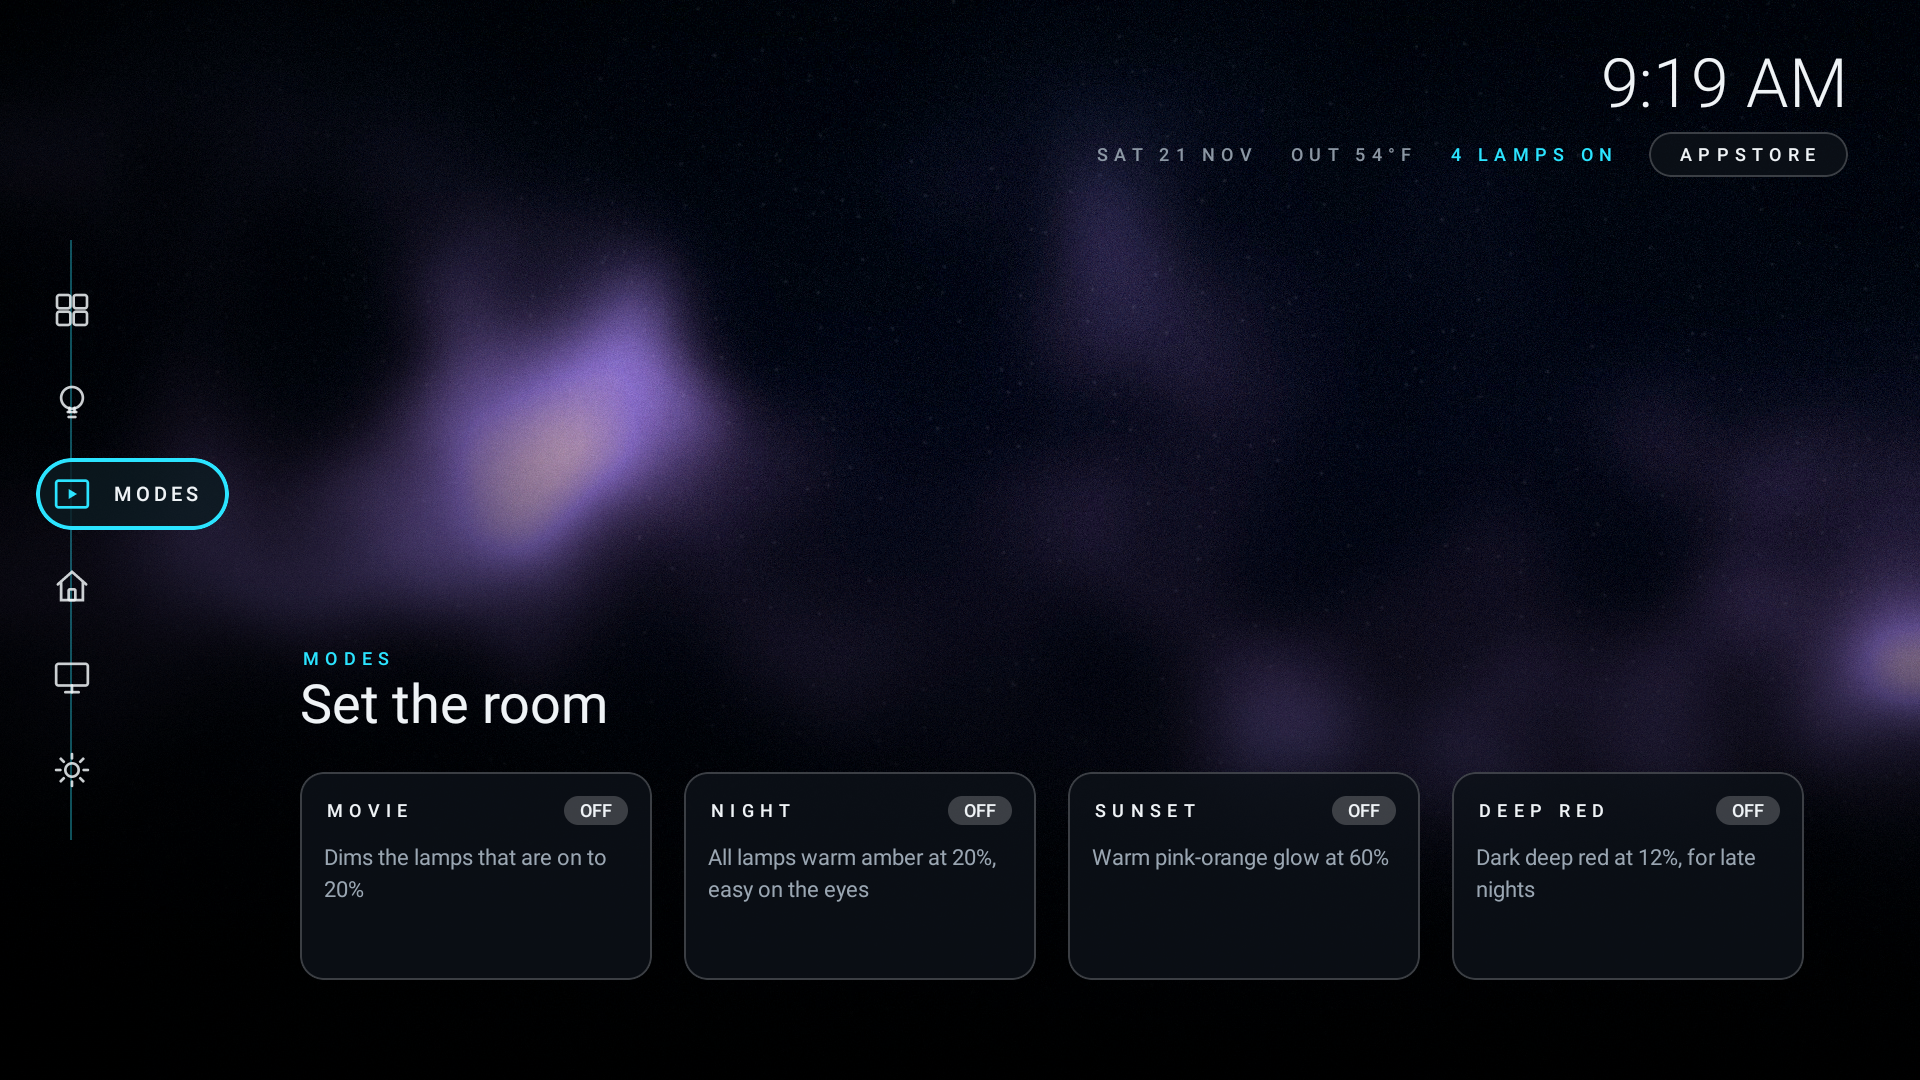 9:19 AM
SAT 21 NOV OUT 54°F 4 LAMPS ON APPSTORE
MODES
MODES
Set the room
MOVIE OFF
Dims the lamps that are on to
20%
NIGHT OFF
All lamps warm amber at 20%,
easy on the eyes
SUNSET OFF
Warm pink-orange glow at 60%
DEEP RED OFF
Dark deep red at 12%, for late
nights